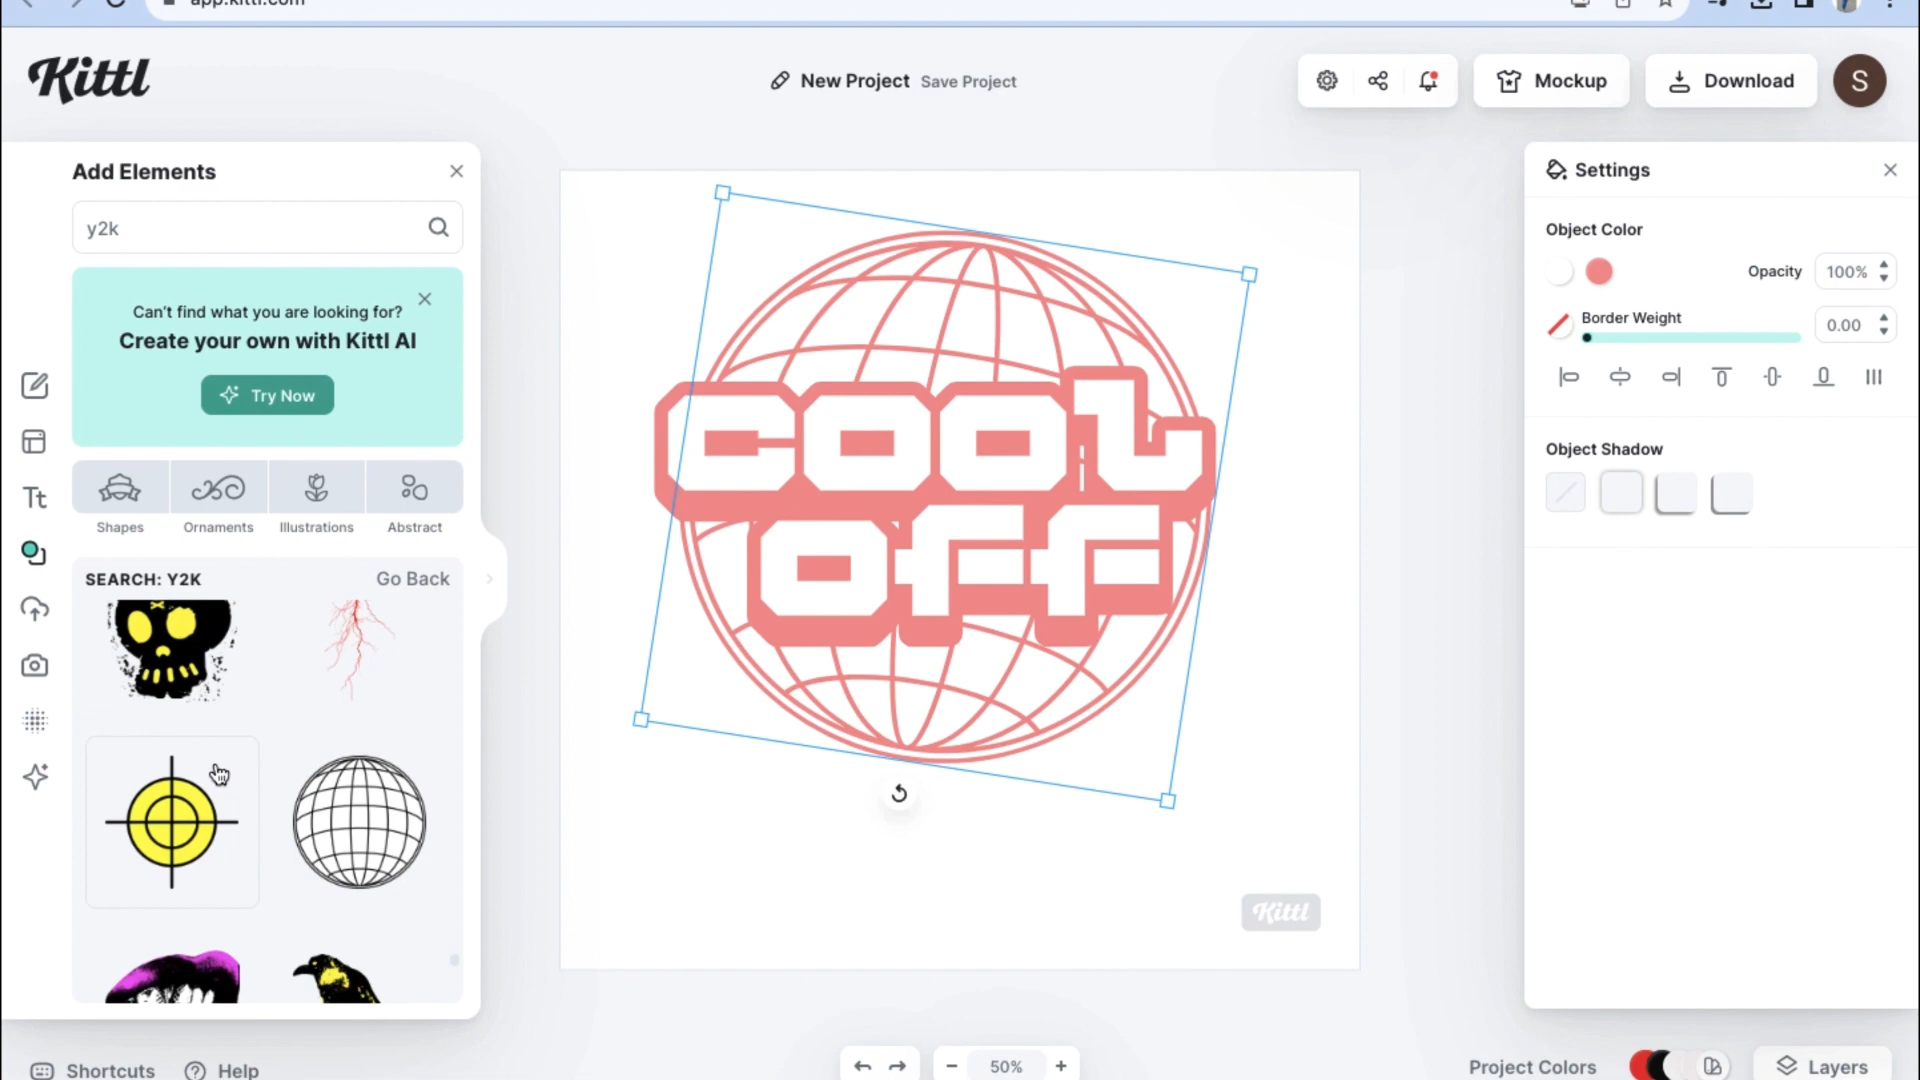 app.kittl.com
Kittl
New Project Save Project
Mockup
Download
S
Add Elements
y2k
Can't find what you are looking for?
Create your own with Kittl AI
Try Now
Shapes
Ornaments
Illustrations
Abstract
SEARCH: Y2K
Go Back
COOL
OFF
Kittl
Settings
Object Color
Opacity
100%
Border Weight
0.00
Object Shadow
Shortcuts
Help
50%
Project Colors
Layers